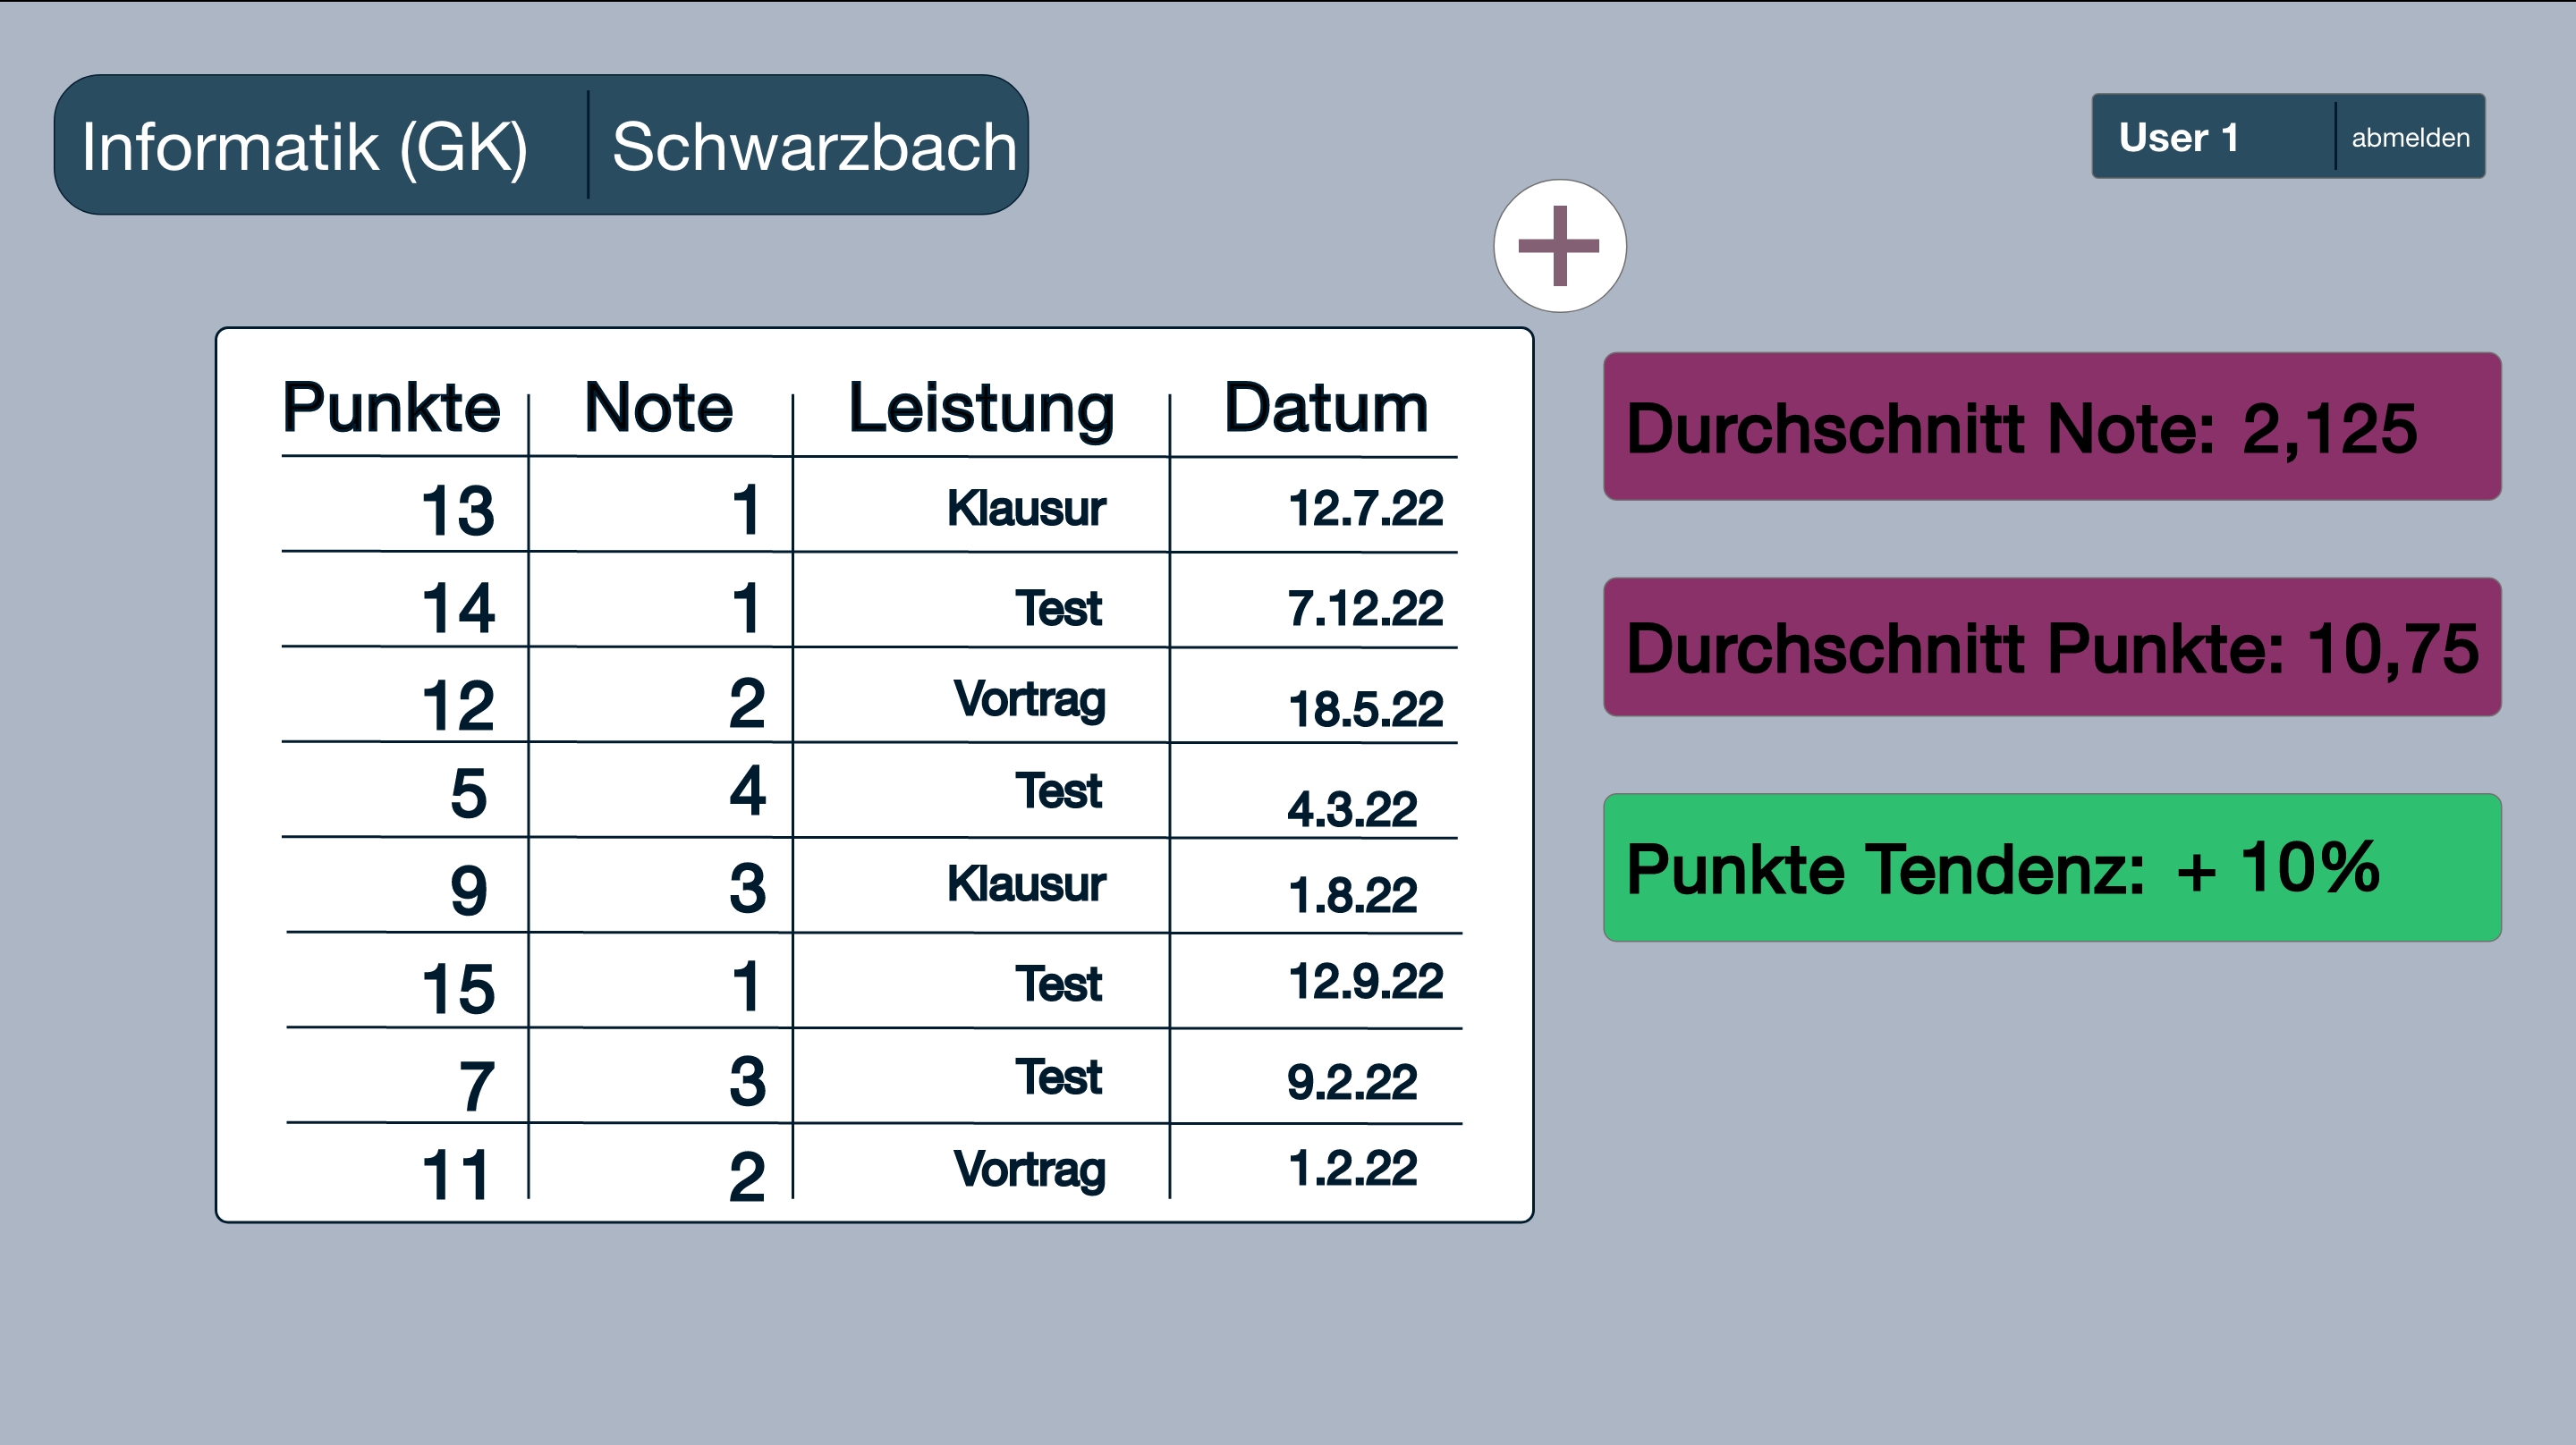 Informatik (GK) Schwarzbach
User 1 abmelden
+
Punkte Note Leistung Datum
13 1 Klausur 12.7.22
14 1 Test 7.12.22
12 2 Vortrag 18.5.22
5 4 Test 4.3.22
9 3 Klausur 1.8.22
15 1 Test 12.9.22
7 3 Test 9.2.22
11 2 Vortrag 1.2.22
Durchschnitt Note: 2,125
Durchschnitt Punkte: 10,75
Punkte Tendenz: + 10%